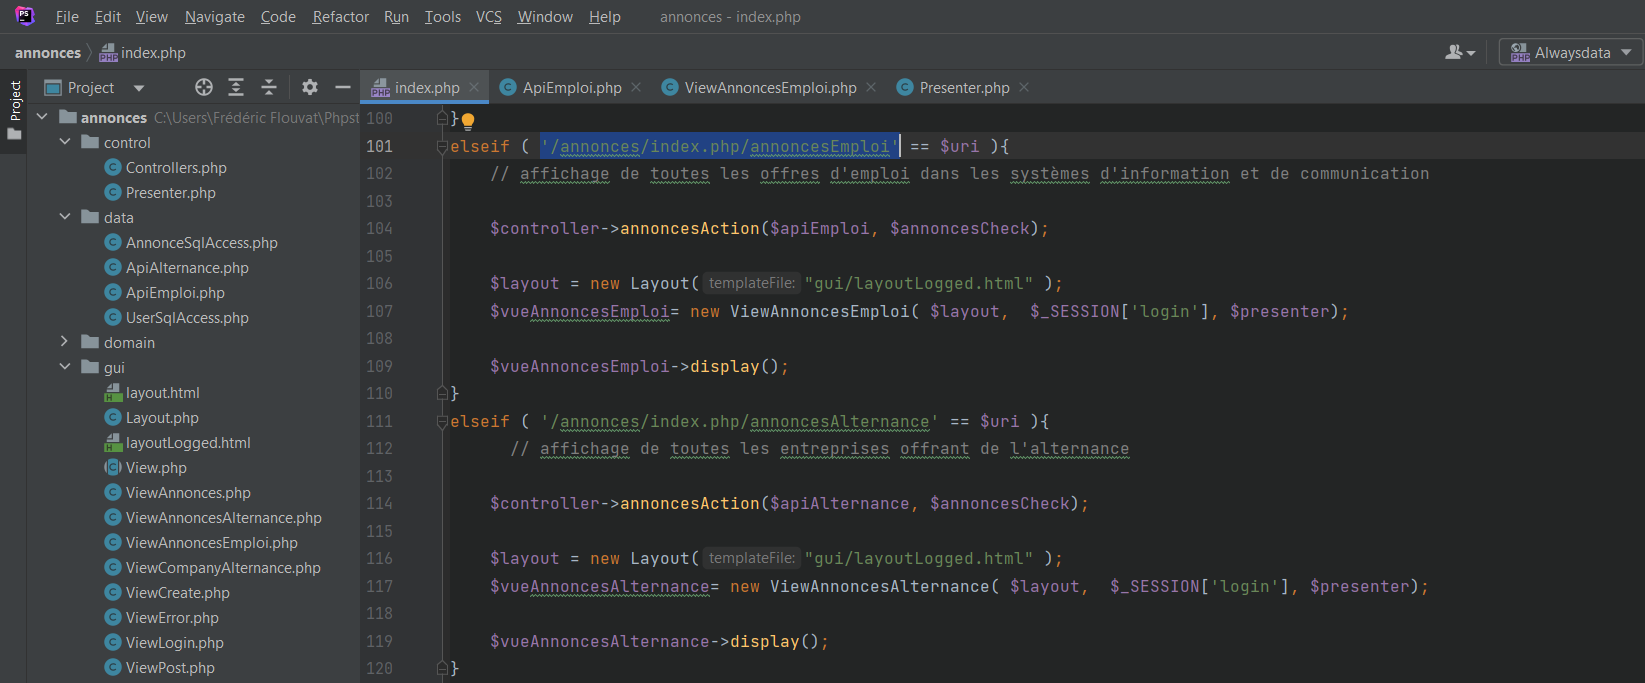 PS File Edit View Navigate Code Refactor Run Tools VCS Window Help annonces - index.php
annonces index.php Alwaysdata
Project
Project
index.php ApiEmploi.php ViewAnnoncesEmploi.php Presenter.php
annonces C:\Users\Frédéric Flouvat\Phpst
control
Controllers.php
Presenter.php
data
AnnonceSqlAccess.php
ApiAlternance.php
ApiEmploi.php
UserSqlAccess.php
domain
gui
layout.html
Layout.php
layoutLogged.html
View.php
ViewAnnonces.php
ViewAnnoncesAlternance.php
ViewAnnoncesEmploi.php
ViewCompanyAlternance.php
ViewCreate.php
ViewError.php
ViewLogin.php
ViewPost.php
100 }
101 elseif ( '/annonces/index.php/annoncesEmploi' == $uri ){
102 // affichage de toutes les offres d'emploi dans les systèmes d'information et de communication
103
104 $controller->annoncesAction($apiEmploi, $annoncesCheck);
105
106 $layout = new Layout( templateFile: "gui/layoutLogged.html" );
107 $vueAnnoncesEmploi= new ViewAnnoncesEmploi( $layout, $_SESSION['login'], $presenter);
108
109 $vueAnnoncesEmploi->display();
110 }
111 elseif ( '/annonces/index.php/annoncesAlternance' == $uri ){
112 // affichage de toutes les entreprises offrant de l'alternance
113
114 $controller->annoncesAction($apiAlternance, $annoncesCheck);
115
116 $layout = new Layout( templateFile: "gui/layoutLogged.html" );
117 $vueAnnoncesAlternance= new ViewAnnoncesAlternance( $layout, $_SESSION['login'], $presenter);
118
119 $vueAnnoncesAlternance->display();
120 }